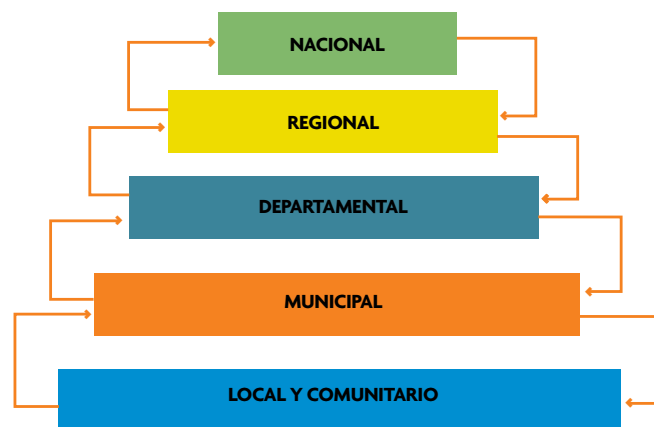 NACIONAL
REGIONAL
DEPARTAMENTAL
MUNICIPAL
LOCAL Y COMUNITARIO